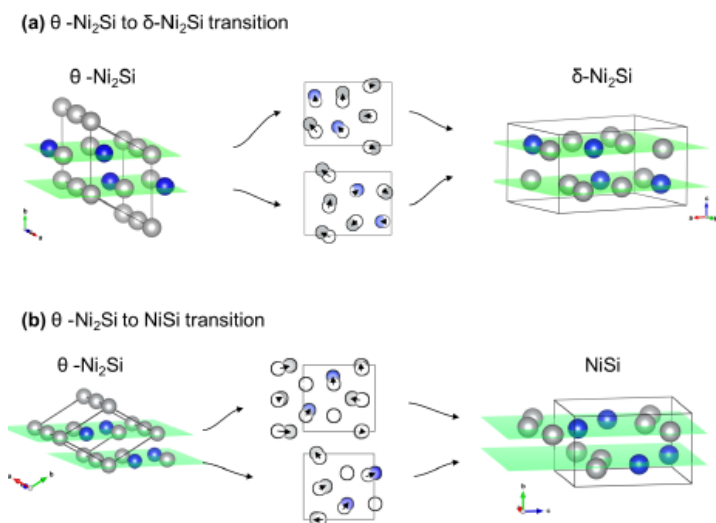 (a) θ -Ni₂Si to δ-Ni₂Si transition
θ -Ni₂Si
δ-Ni₂Si
b
a
c
a
b
(b) θ -Ni₂Si to NiSi transition
θ -Ni₂Si
NiSi
a
b
b
c